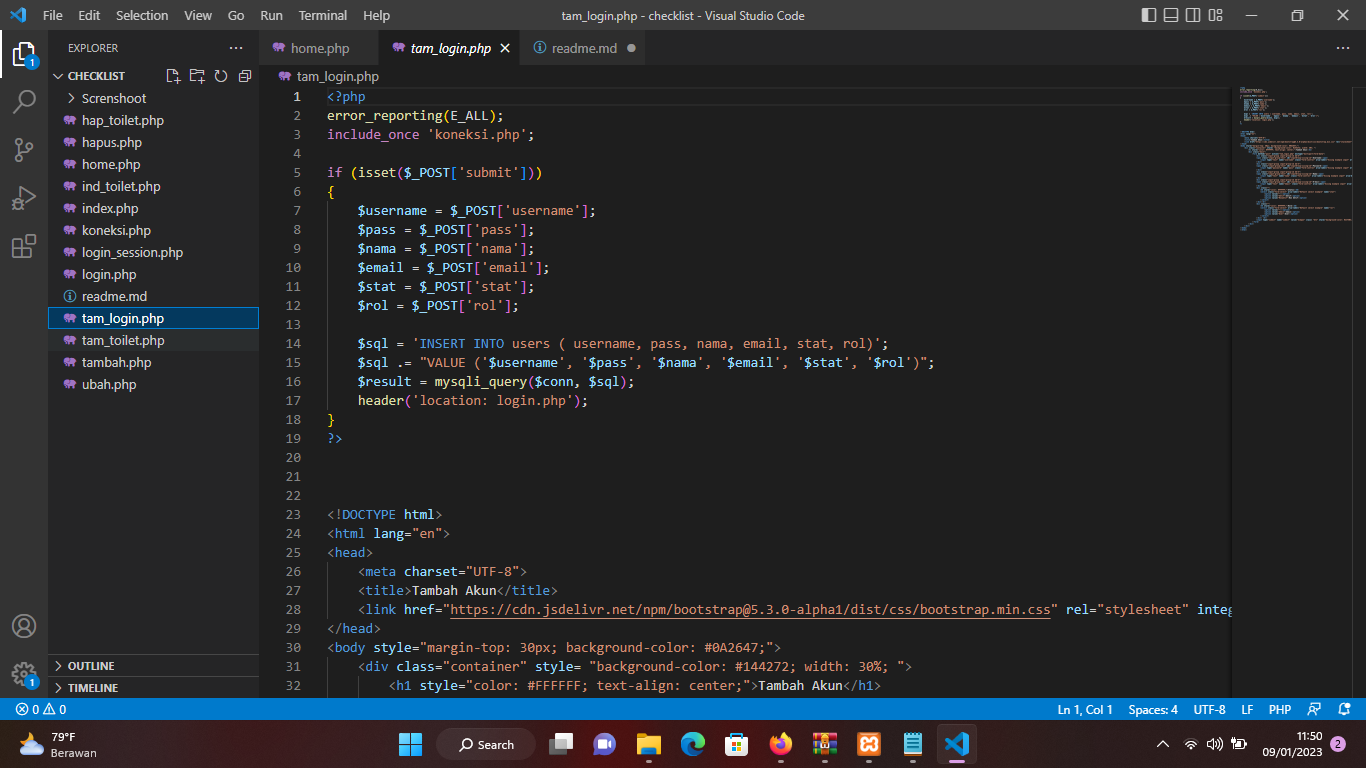 File Edit Selection View Go Run Terminal Help
tam_login.php - checklist - Visual Studio Code
EXPLORER
CHECKLIST
Screnshoot
hap_toilet.php
hapus.php
home.php
ind_toilet.php
index.php
koneksi.php
login_session.php
login.php
readme.md
tam_login.php
tam_toilet.php
tambah.php
ubah.php
OUTLINE
TIMELINE
1
1
home.php tam_login.php readme.md
tam_login.php
1 <?php
2 error_reporting(E_ALL);
3 include_once 'koneksi.php';
4
5 if (isset($_POST['submit']))
6 {
7 $username = $_POST['username'];
8 $pass = $_POST['pass'];
9 $nama = $_POST['nama'];
10 $email = $_POST['email'];
11 $stat = $_POST['stat'];
12 $rol = $_POST['rol'];
13
14 $sql = 'INSERT INTO users ( username, pass, nama, email, stat, rol)';
15 $sql .= "VALUE ('$username', '$pass', '$nama', '$email', '$stat', '$rol')";
16 $result = mysqli_query($conn, $sql);
17 header('location: login.php');
18 }
19 ?>
20
21
22
23 <!DOCTYPE html>
24 <html lang="en">
25 <head>
26 <meta charset="UTF-8">
27 <title>Tambah Akun</title>
28 <link href="https://cdn.jsdelivr.net/npm/bootstrap@5.3.0-alpha1/dist/css/bootstrap.min.css" rel="stylesheet" integ
29 </head>
30 <body style="margin-top: 30px; background-color: #0A2647;">
31 <div class="container" style= "background-color: #144272; width: 30%; ">
32 <h1 style="color: #FFFFFF; text-align: center;">Tambah Akun</h1>
0 0
Ln 1, Col 1 Spaces: 4 UTF-8 LF PHP
79°F
Berawan
Search
11:50
09/01/2023
2